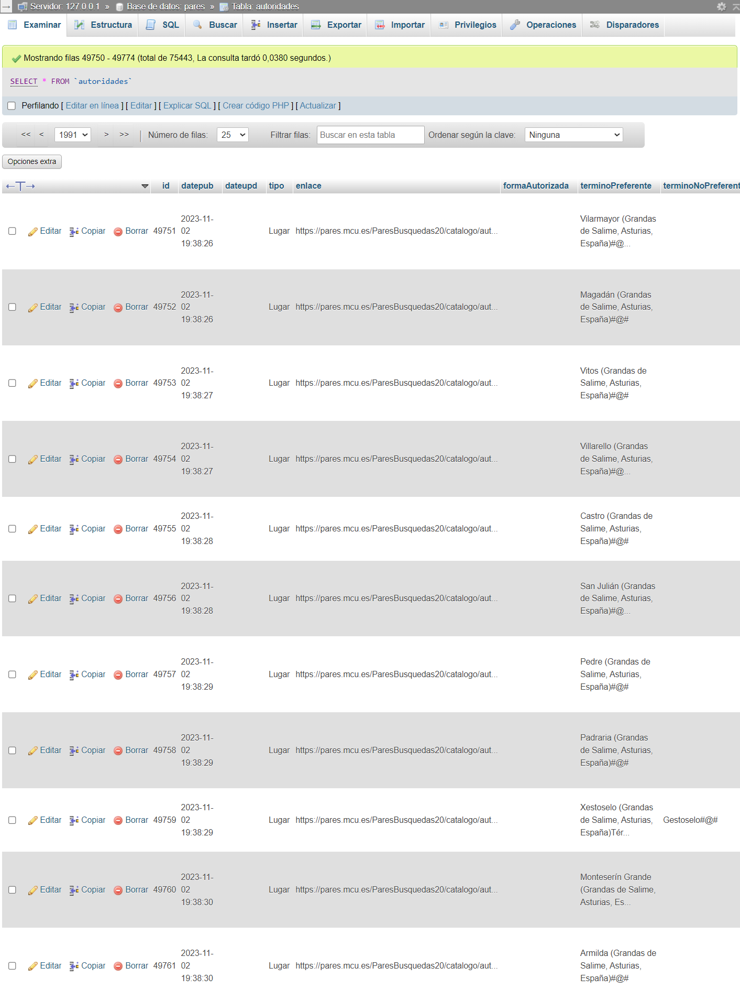 → Servidor: 127.0.0.1 » Base de datos: pares » Tabla: autoridades
Examinar Estructura SQL Buscar Insertar Exportar Importar Privilegios Operaciones Disparadores
Mostrando filas 49750 - 49774 (total de 75443, La consulta tardó 0,0380 segundos.)
SELECT * FROM `autoridades`
Perfilando [ Editar en línea ] [ Editar ] [ Explicar SQL ] [ Crear código PHP ] [ Actualizar ]
<< < 1991 > >> | Número de filas: 25 Filtrar filas: Buscar en esta tabla Ordenar según la clave: Ninguna
Opciones extra
←T→ id datepub dateupd tipo enlace formaAutorizada terminoPreferente terminoNoPreferent
2023-11- Vilarmayor (Grandas
Editar Copiar Borrar 49751 02 Lugar https://pares.mcu.es/ParesBusquedas20/catalogo/aut... de Salime, Asturias,
19:38:26 España)#@...
2023-11- Magadán (Grandas
Editar Copiar Borrar 49752 02 Lugar https://pares.mcu.es/ParesBusquedas20/catalogo/aut... de Salime, Asturias,
19:38:26 España)#@#
2023-11- Vitos (Grandas de
Editar Copiar Borrar 49753 02 Lugar https://pares.mcu.es/ParesBusquedas20/catalogo/aut... Salime, Asturias,
19:38:27 España)#@#
2023-11- Villarello (Grandas
Editar Copiar Borrar 49754 02 Lugar https://pares.mcu.es/ParesBusquedas20/catalogo/aut... de Salime, Asturias,
19:38:27 España)#@...
2023-11- Castro (Grandas de
Editar Copiar Borrar 49755 02 Lugar https://pares.mcu.es/ParesBusquedas20/catalogo/aut... Salime, Asturias,
19:38:28 España)#@#
2023-11- San Julián (Grandas
Editar Copiar Borrar 49756 02 Lugar https://pares.mcu.es/ParesBusquedas20/catalogo/aut... de Salime, Asturias,
19:38:28 España)#@...
2023-11- Pedre (Grandas de
Editar Copiar Borrar 49757 02 Lugar https://pares.mcu.es/ParesBusquedas20/catalogo/aut... Salime, Asturias,
19:38:29 España)#@#
2023-11- Padraria (Grandas
Editar Copiar Borrar 49758 02 Lugar https://pares.mcu.es/ParesBusquedas20/catalogo/aut... de Salime, Asturias,
19:38:29 España)#@#
2023-11- Xestoselo (Grandas
Editar Copiar Borrar 49759 02 Lugar https://pares.mcu.es/ParesBusquedas20/catalogo/aut... de Salime, Asturias, Gestoselo#@#
19:38:29 España)Tér...
2023-11- Monteserín Grande
Editar Copiar Borrar 49760 02 Lugar https://pares.mcu.es/ParesBusquedas20/catalogo/aut... (Grandas de Salime,
19:38:30 Asturias, Es...
2023-11- Armilda (Grandas de
Editar Copiar Borrar 49761 02 Lugar https://pares.mcu.es/ParesBusquedas20/catalogo/aut... Salime, Asturias,
19:38:30 España)#@#